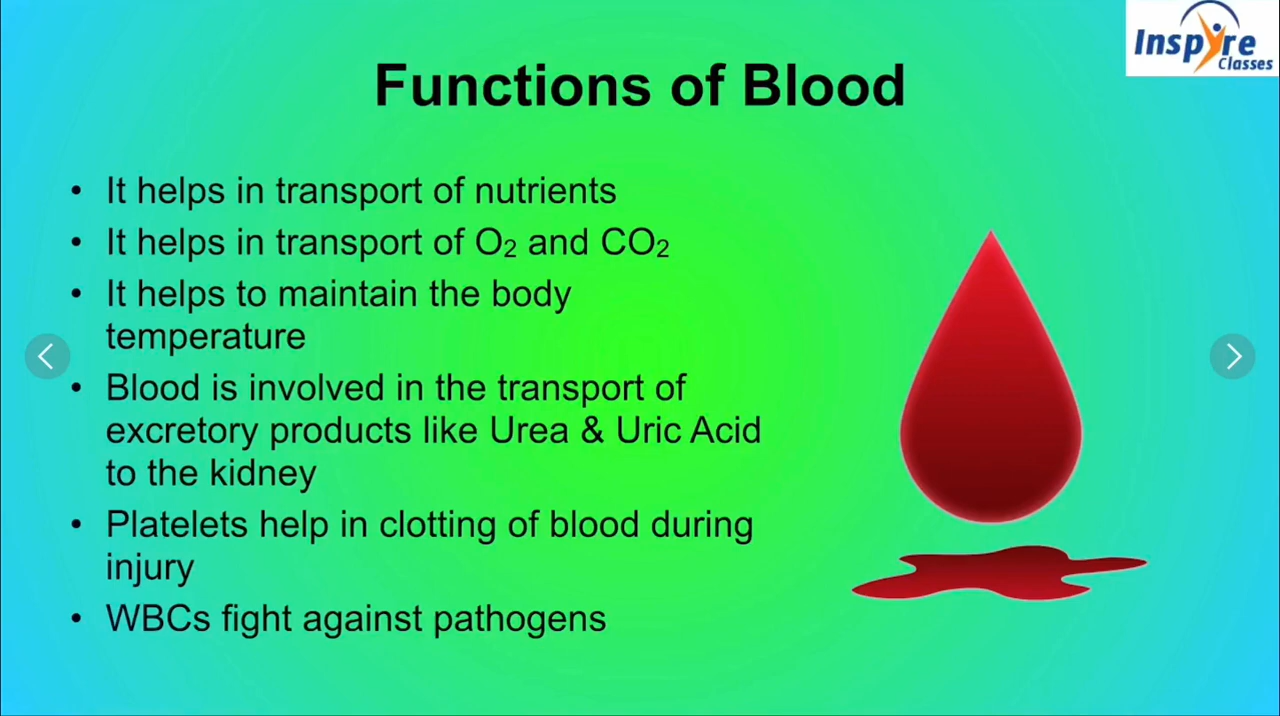 Inspyre
Classes
Functions of Blood
• It helps in transport of nutrients
• It helps in transport of O₂ and CO₂
• It helps to maintain the body
temperature
• Blood is involved in the transport of
excretory products like Urea & Uric Acid
to the kidney
• Platelets help in clotting of blood during
injury
• WBCs fight against pathogens